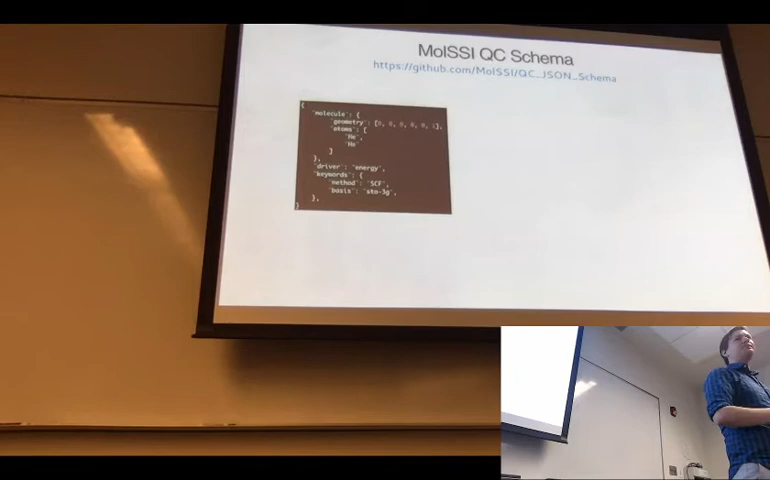 MolSSI QC Schema
https://github.com/MolSSI/QC_JSON_Schema
{
"molecule": {
"geometry": [0, 0, 0, 0, 0, 1],
"atoms": [
"He",
"He"
]
},
"driver": "energy",
"keywords": {
"method": "SCF",
"basis": "sto-3g",
},
}